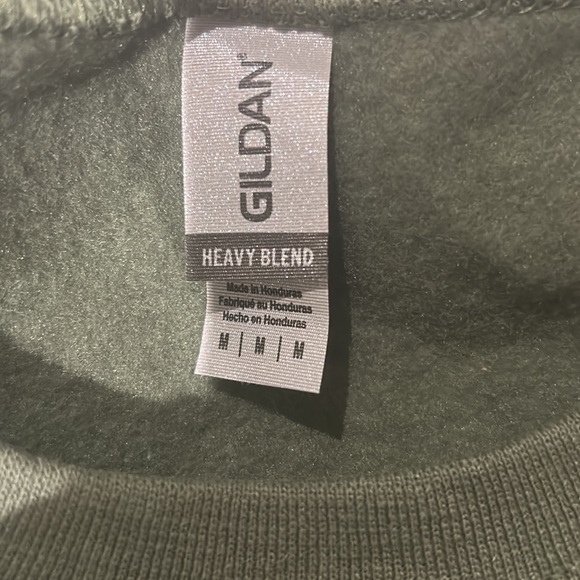 GILDAN®
HEAVY BLEND
Made in Honduras
Fabriqué au Honduras
Hecho en Honduras
M | M | M